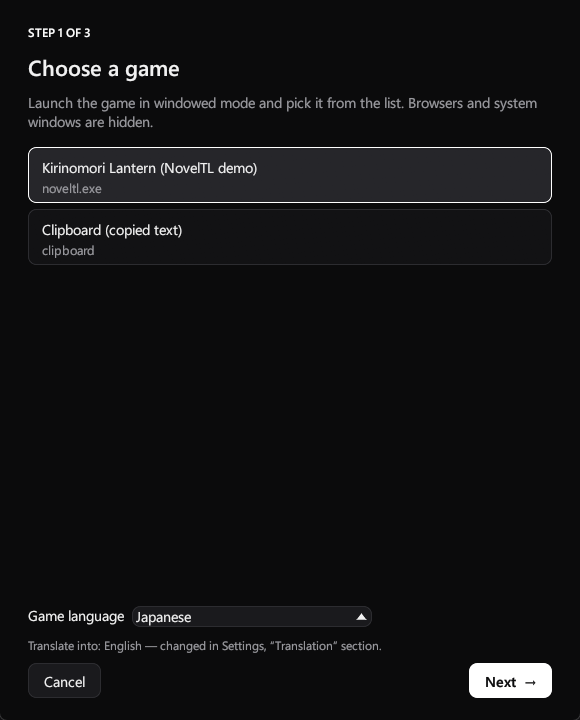 STEP 1 OF 3
Choose a game
Launch the game in windowed mode and pick it from the list. Browsers and system
windows are hidden.
Kirinomori Lantern (NovelTL demo)
noveltl.exe
Clipboard (copied text)
clipboard
Game language Japanese
Translate into: English — changed in Settings, “Translation” section.
Cancel Next →